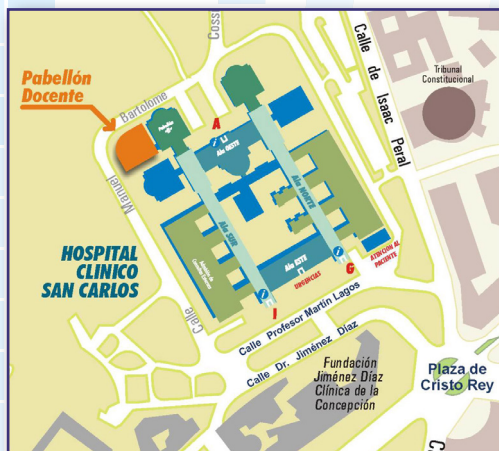 Pabellón
Docente
Cossí
Bartolome
Manuel
Calle
Calle de Isaac Peral
Tribunal
Constitucional
A
Ala OESTE
Ala NORTE
Ala SUR
Ala ESTE
URGENCIAS
G
I
ATENCIÓN AL
PACIENTE
HOSPITAL
CLINICO
SAN CARLOS
Calle Profesor Martín Lagos
Calle Dr. Jiménez Díaz
Fundación
Jiménez Díaz
Clínica de la
Concepción
Plaza de
Cristo Rey
C